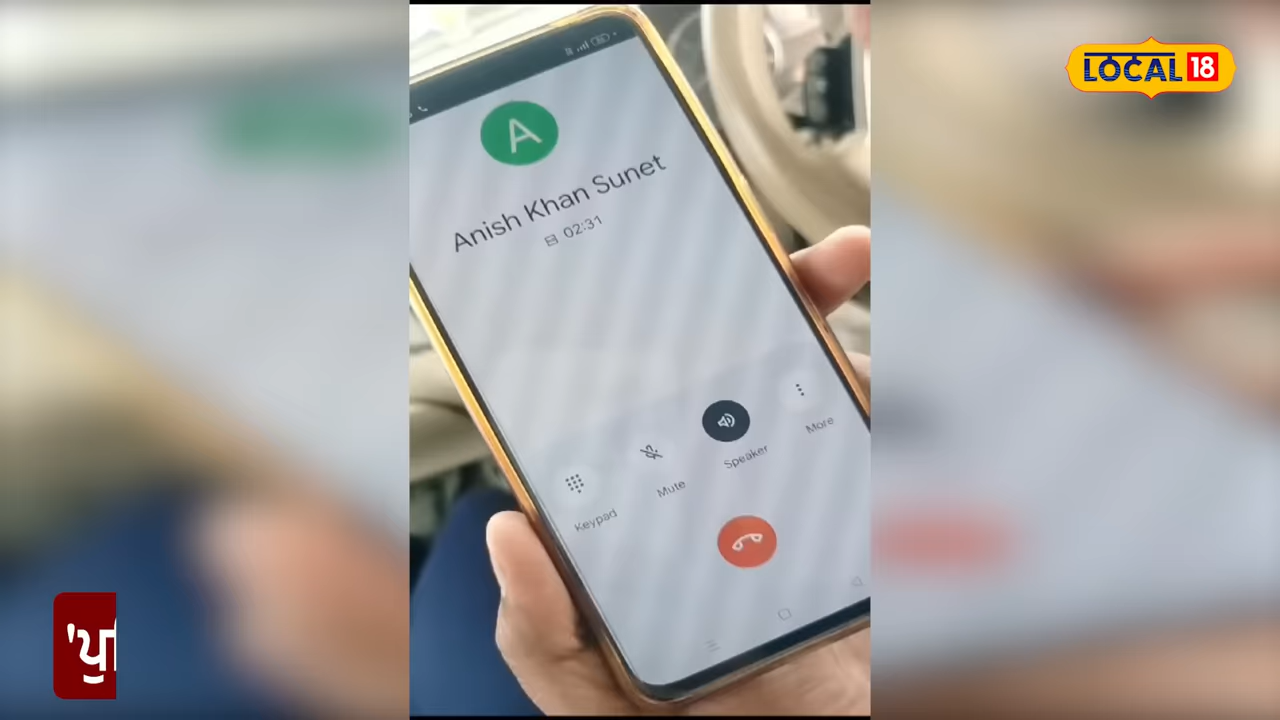 LOCAL 18
A
Anish Khan Sunet
02:31
More
Speaker
Mute
Keypad
'ਪੁ